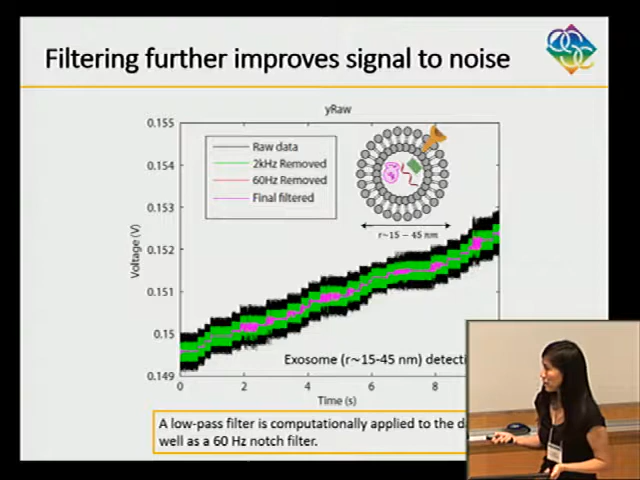 Filtering further improves signal to noise
yRaw
0.155
0.154
0.153
0.152
0.151
0.15
0.149
Voltage (V)
Raw data
2kHz Removed
60Hz Removed
Final filtered
r~15 − 45 nm
Exosome (r~15-45 nm)
0 2 4 6 8
Time (s)
A low-pass filter is computationally applied to the
well as a 60 Hz notch filter.